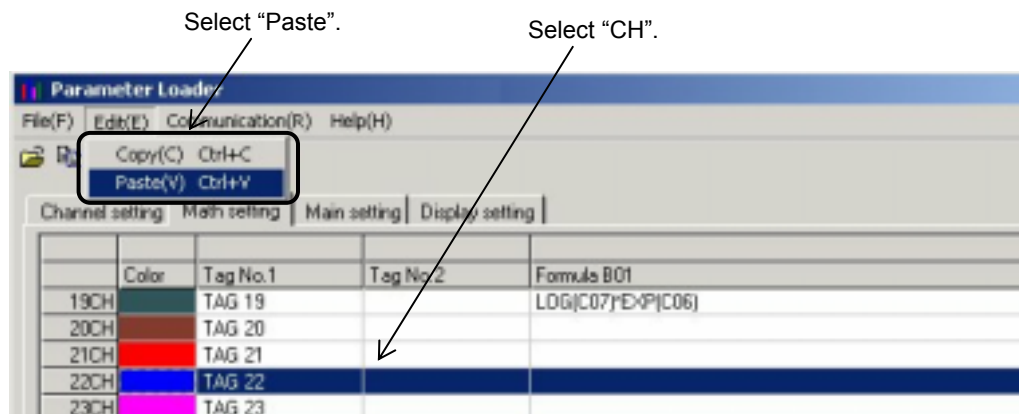 Select “Paste”.
Select “CH”.
Parameter Loader
File(F) Edit(E) Communication(R) Help(H)
Copy(C) Ctrl+C
Paste(V) Ctrl+V
Channel setting Math setting Main setting Display setting
Color Tag No.1 Tag No.2 Formula B01
19CH TAG 19 LOG(C07)*EXP(C06)
20CH TAG 20
21CH TAG 21
22CH TAG 22
23CH TAG 23